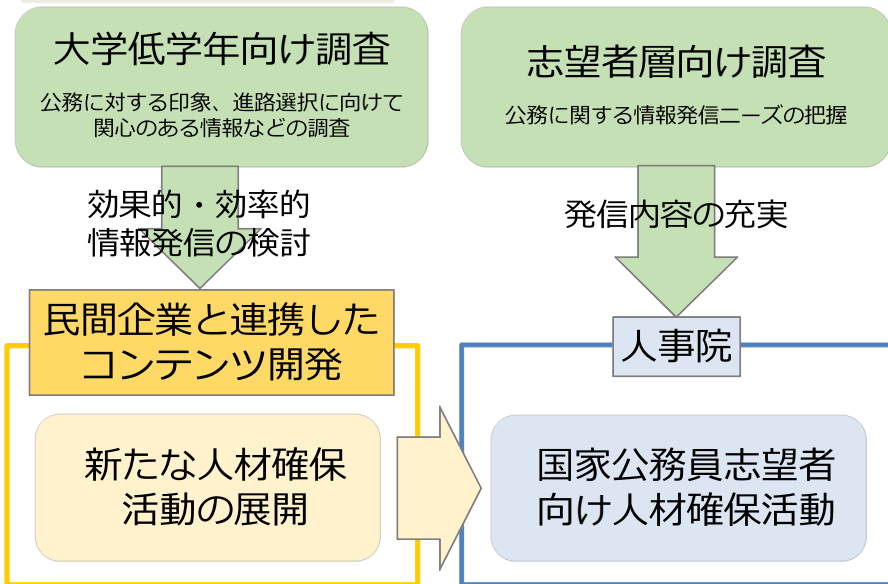 大学低学年向け調査
公務に対する印象、進路選択に向けて
関心のある情報などの調査
志望者層向け調査
公務に関する情報発信ニーズの把握
効果的・効率的
情報発信の検討
発信内容の充実
民間企業と連携した
コンテンツ開発
人事院
新たな人材確保
活動の展開
国家公務員志望者
向け人材確保活動